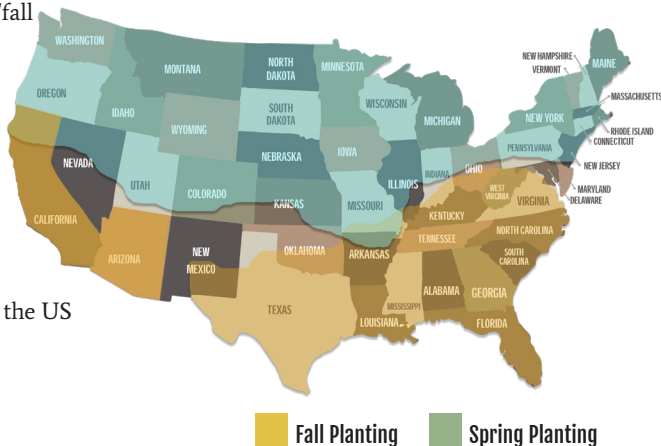 fall
WASHINGTON
MONTANA
NORTH
DAKOTA
MINNESOTA
NEW HAMPSHIRE
VERMONT
MAINE
OREGON
IDAHO
SOUTH
DAKOTA
WISCONSIN
MICHIGAN
NEW YORK
MASSACHUSETTS
WYOMING
RHODE ISLAND
CONNECTICUT
NEVADA
UTAH
COLORADO
NEBRASKA
IOWA
ILLINOIS
INDIANA
OHIO
PENNSYLVANIA
NEW JERSEY
MARYLAND
DELAWARE
KANSAS
MISSOURI
WEST
VIRGINIA
VIRGINIA
KENTUCKY
CALIFORNIA
ARIZONA
NEW
MEXICO
OKLAHOMA
ARKANSAS
TENNESSEE
NORTH CAROLINA
SOUTH
CAROLINA
the US
TEXAS
LOUISIANA
MISSISSIPPI
ALABAMA
GEORGIA
FLORIDA
Fall Planting
Spring Planting